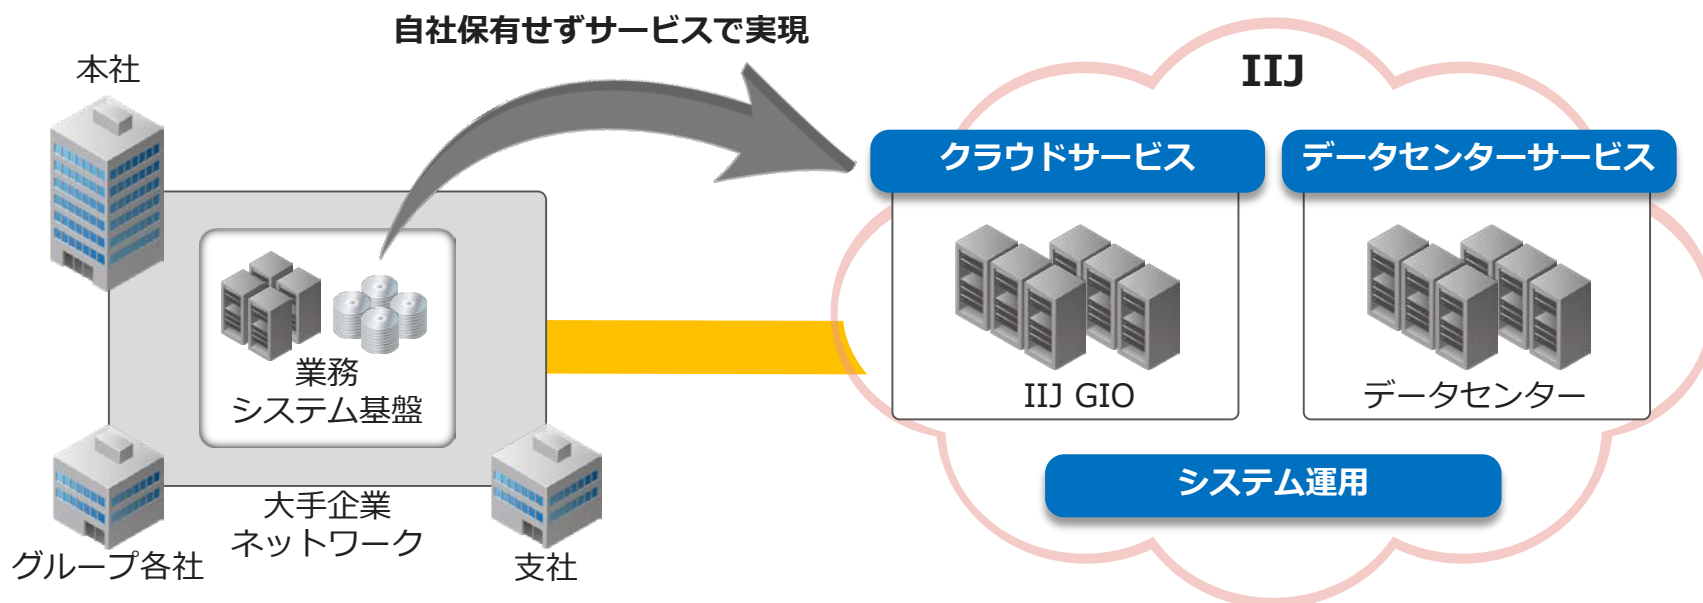 自社保有せずサービスで実現
本社
業務
システム基盤
大手企業
ネットワーク
グループ各社
支社
IIJ
クラウドサービス
データセンターサービス
IIJ GIO
データセンター
システム運用